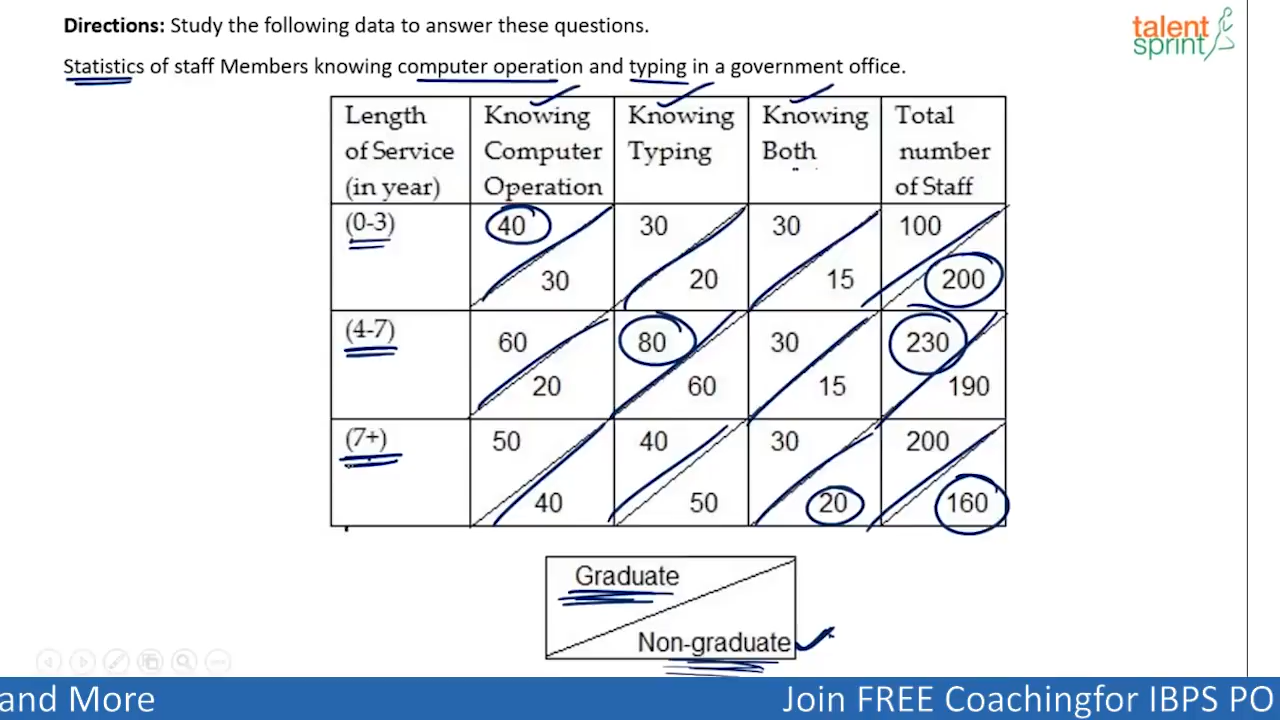 Directions: Study the following data to answer these questions.
talent
sprint
Statistics of staff Members knowing computer operation and typing in a government office.
Length of Service (in year) Knowing Computer Operation Knowing Typing Knowing Both Total number of Staff
(0-3) 40 30 30 100
30 20 15 200
(4-7) 60 80 30 230
20 60 15 190
(7+) 50 40 30 200
40 50 20 160
Graduate
Non-graduate
and More Join FREE Coachingfor IBPS PO